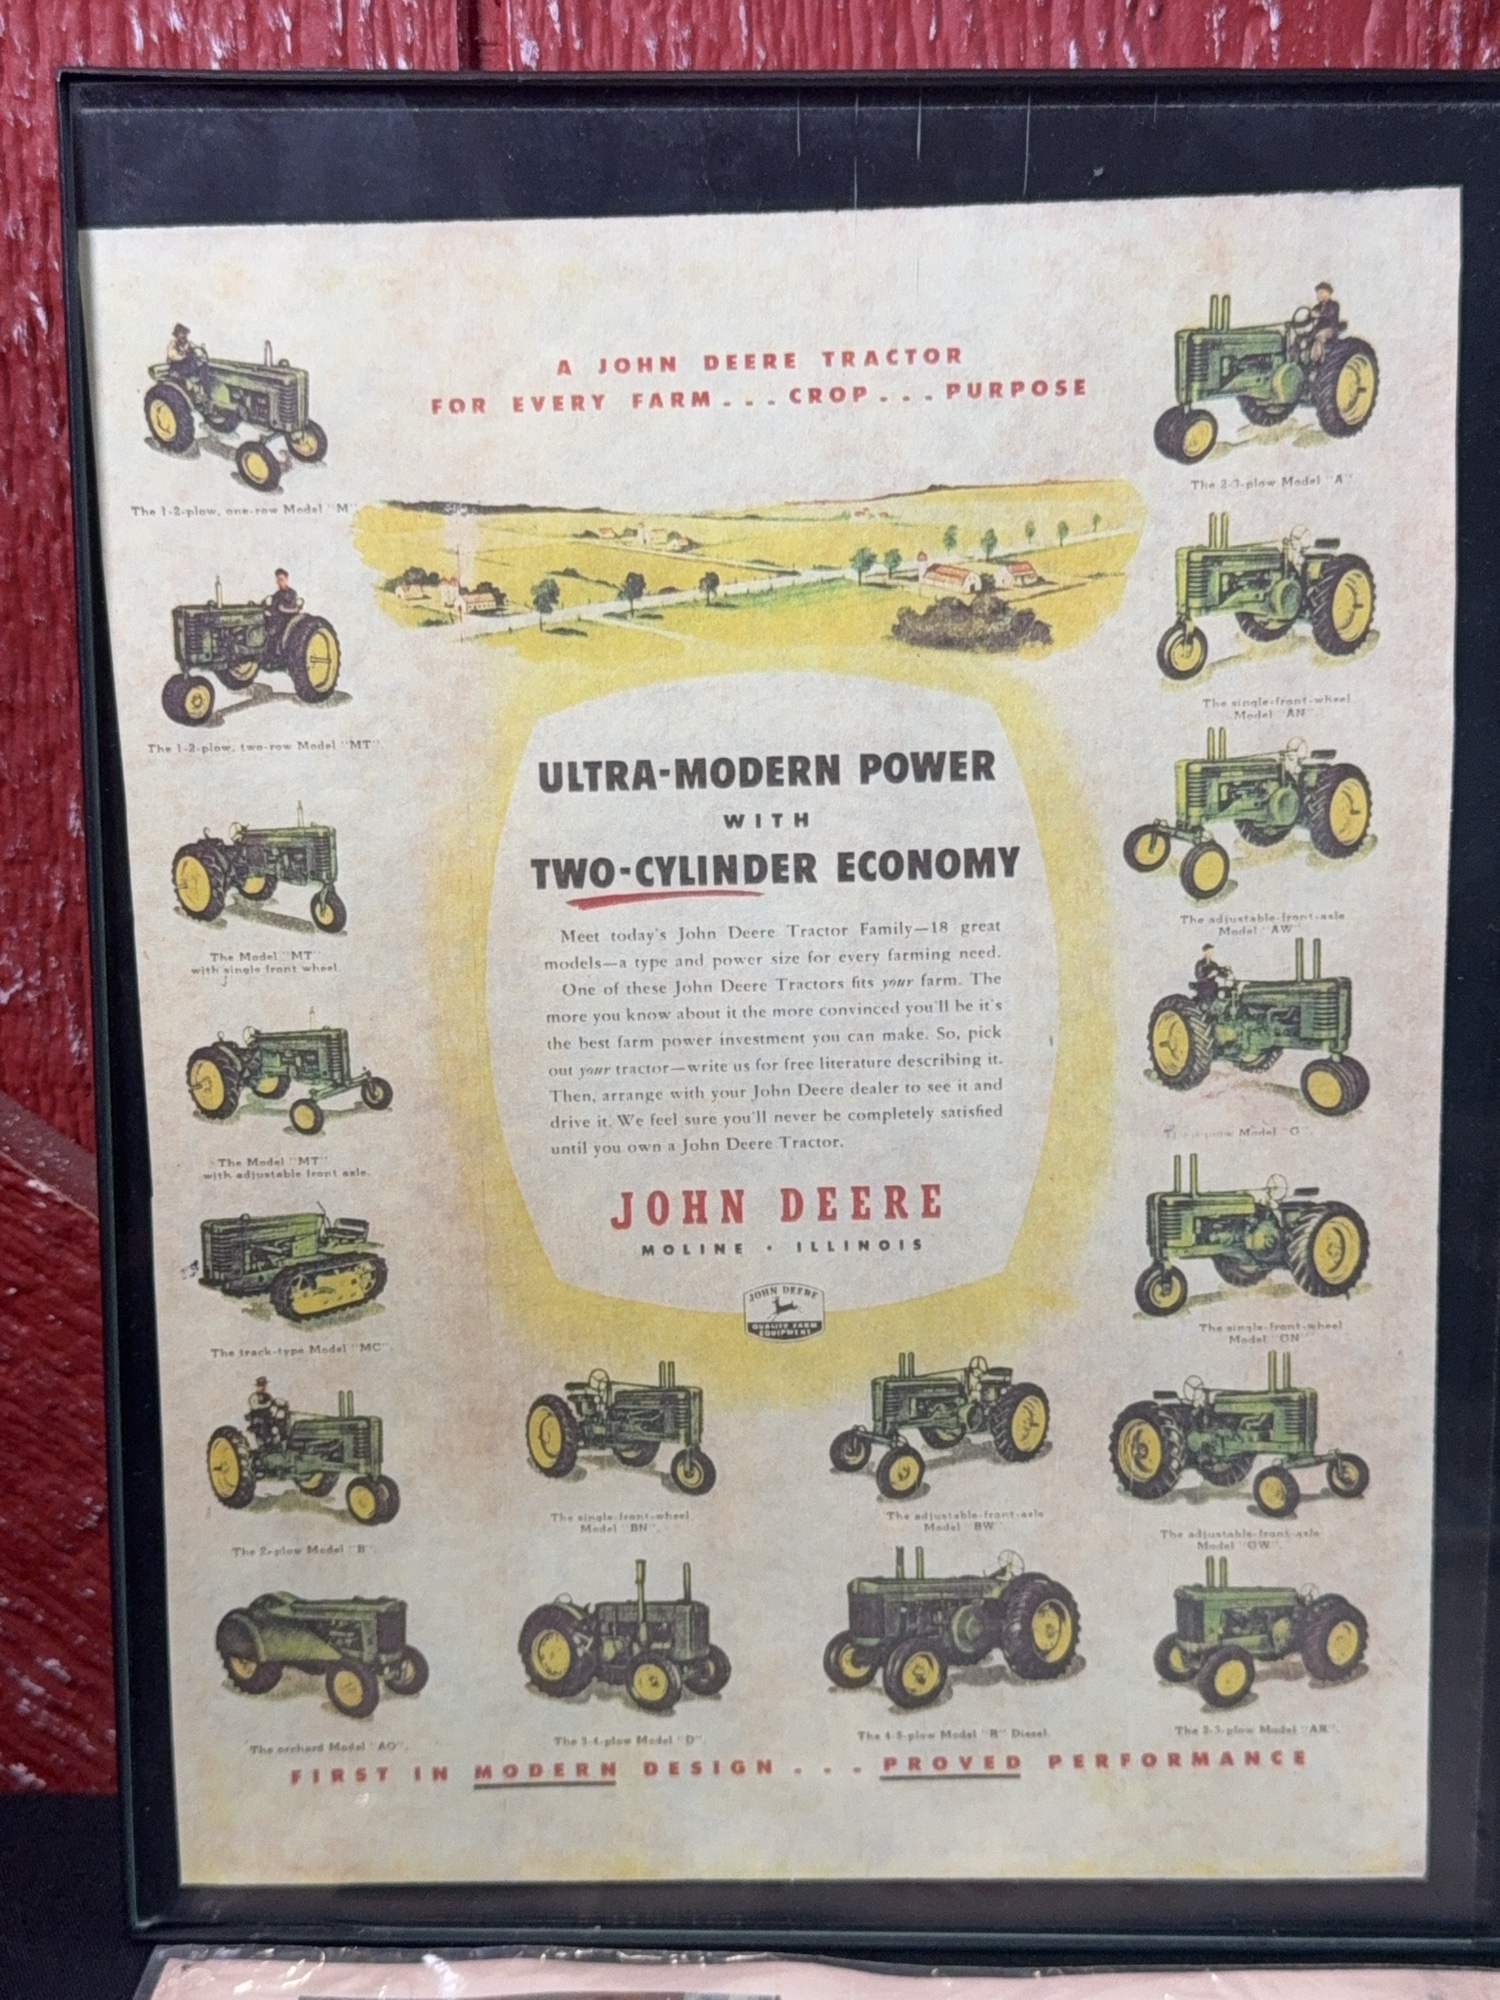 A JOHN DEERE TRACTOR
FOR EVERY FARM...CROP...PURPOSE
The 1-2-plow, one-row Model "M"
The 2-3-plow Model "A"
The single-front-wheel
Model "AN"
The 1-2-plow, two-row Model "MT"
ULTRA-MODERN POWER
WITH
TWO-CYLINDER ECONOMY
The adjustable-front-axle
Model "AW"
Meet today's John Deere Tractor Family—18 great
models—a type and power size for every farming need.
One of these John Deere Tractors fits your farm. The
more you know about it the more convinced you'll be it's
the best farm power investment you can make. So, pick
out your tractor—write us for free literature describing it.
Then, arrange with your John Deere dealer to see it and
drive it. We feel sure you'll never be completely satisfied
until you own a John Deere Tractor.
The Model "MT"
with single front wheel.
Model "G".
The Model "MT"
with adjustable front axle.
JOHN DEERE
MOLINE • ILLINOIS
JOHN DEERE
QUALITY FARM
EQUIPMENT
The single-front-wheel
Model "GN"
The track-type Model "MC".
The single-front-wheel
Model "BN".
The adjustable-front-axle
Model "BW".
The adjustable-front-axle
Model "GW".
The 2-plow Model "B".
The orchard Model "AO".
The 3-4-plow Model "D".
The 4-5-plow Model "R" Diesel.
The 2-3-plow Model "AR".
FIRST IN MODERN DESIGN... PROVED PERFORMANCE